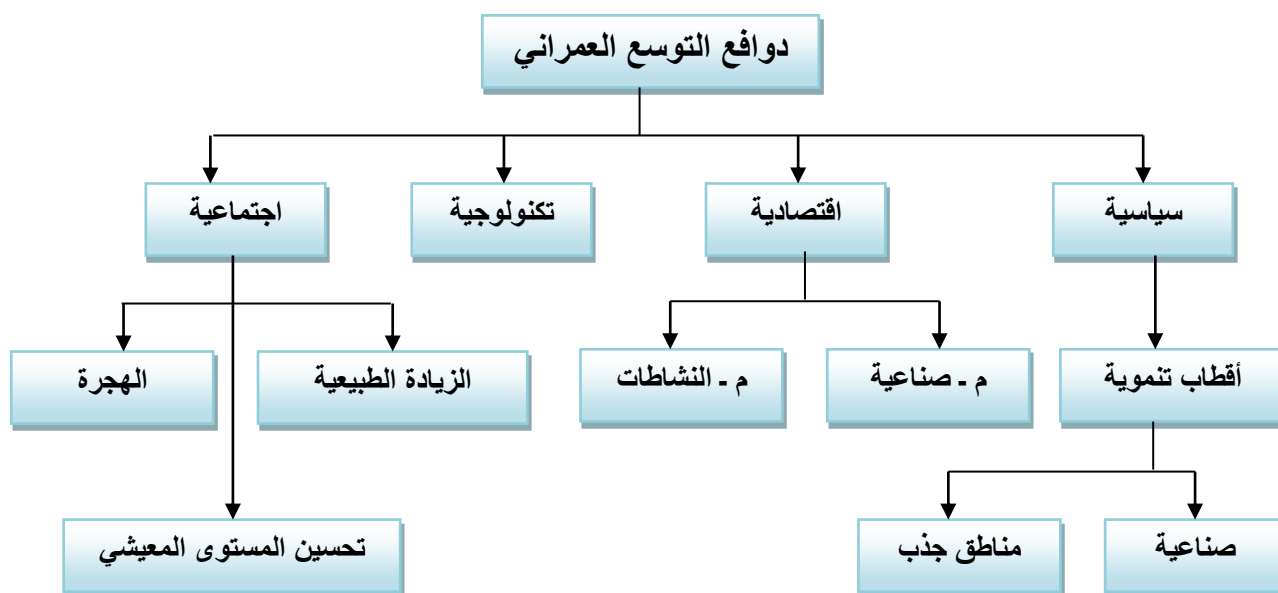 دوافع التوسع العمراني
سياسية
اقتصادية
تكنولوجية
اجتماعية
أقطاب تنموية
م ـ صناعية
م ـ النشاطات
الزيادة الطبيعية
الهجرة
صناعية
مناطق جذب
تحسين المستوى المعيشي